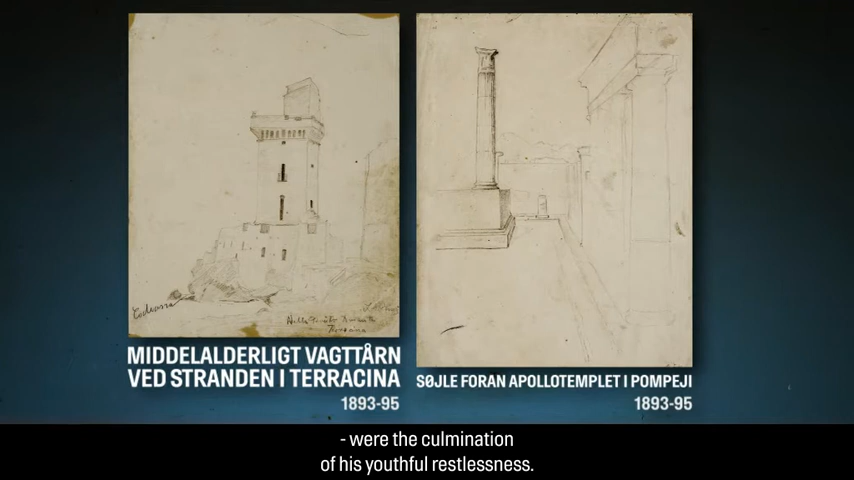 MIDDELALDERLIGT VAGTTÅRN
VED STRANDEN I TERRACINA
1893-95
SØJLE FORAN APOLLOTEMPLET I POMPEJI
1893-95
- were the culmination
of his youthful restlessness.